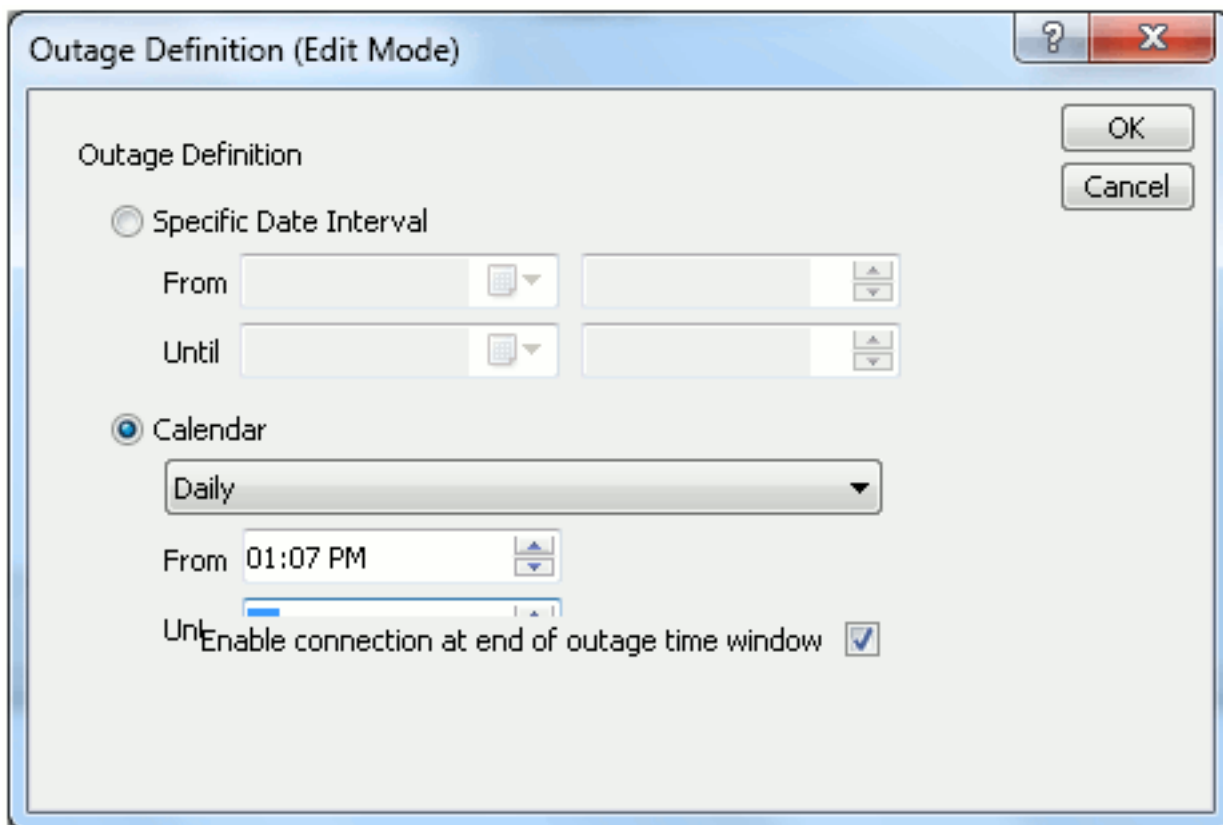 Outage Definition (Edit Mode)
?
X
OK
Outage Definition
Cancel
Specific Date Interval
From
Until
Calendar
Daily
From 01:07 PM
Enable connection at end of outage time window